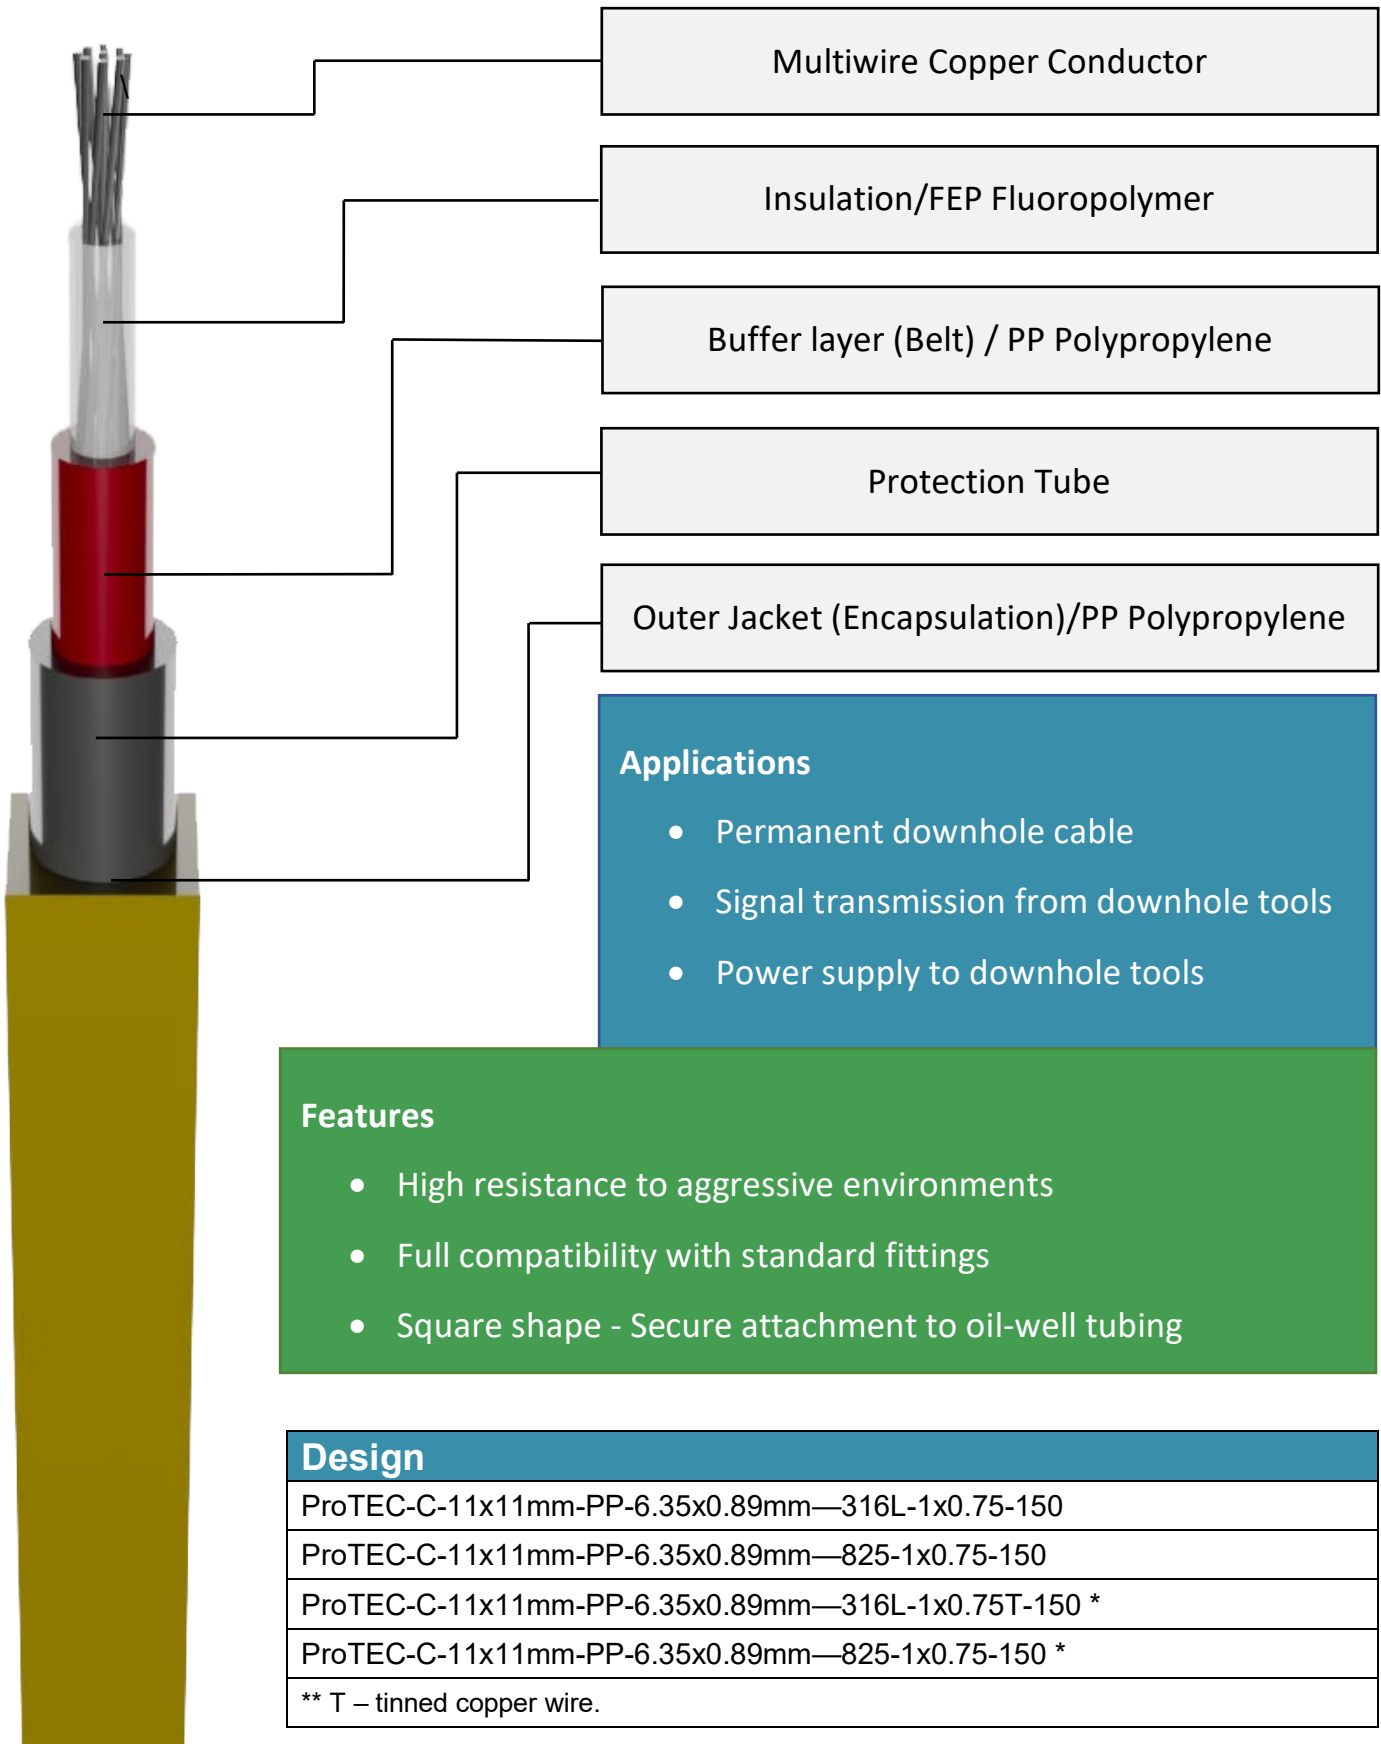 Multiwire Copper Conductor
Insulation/FEP Fluoropolymer
Buffer layer (Belt) / PP Polypropylene
Protection Tube
Outer Jacket (Encapsulation)/PP Polypropylene
Applications
• Permanent downhole cable
• Signal transmission from downhole tools
• Power supply to downhole tools
Features
• High resistance to aggressive environments
• Full compatibility with standard fittings
• Square shape - Secure attachment to oil-well tubing
Design
ProTEC-C-11x11mm-PP-6.35x0.89mm—316L-1x0.75-150
ProTEC-C-11x11mm-PP-6.35x0.89mm—825-1x0.75-150
ProTEC-C-11x11mm-PP-6.35x0.89mm—316L-1x0.75T-150 *
ProTEC-C-11x11mm-PP-6.35x0.89mm—825-1x0.75-150 *
** T – tinned copper wire.